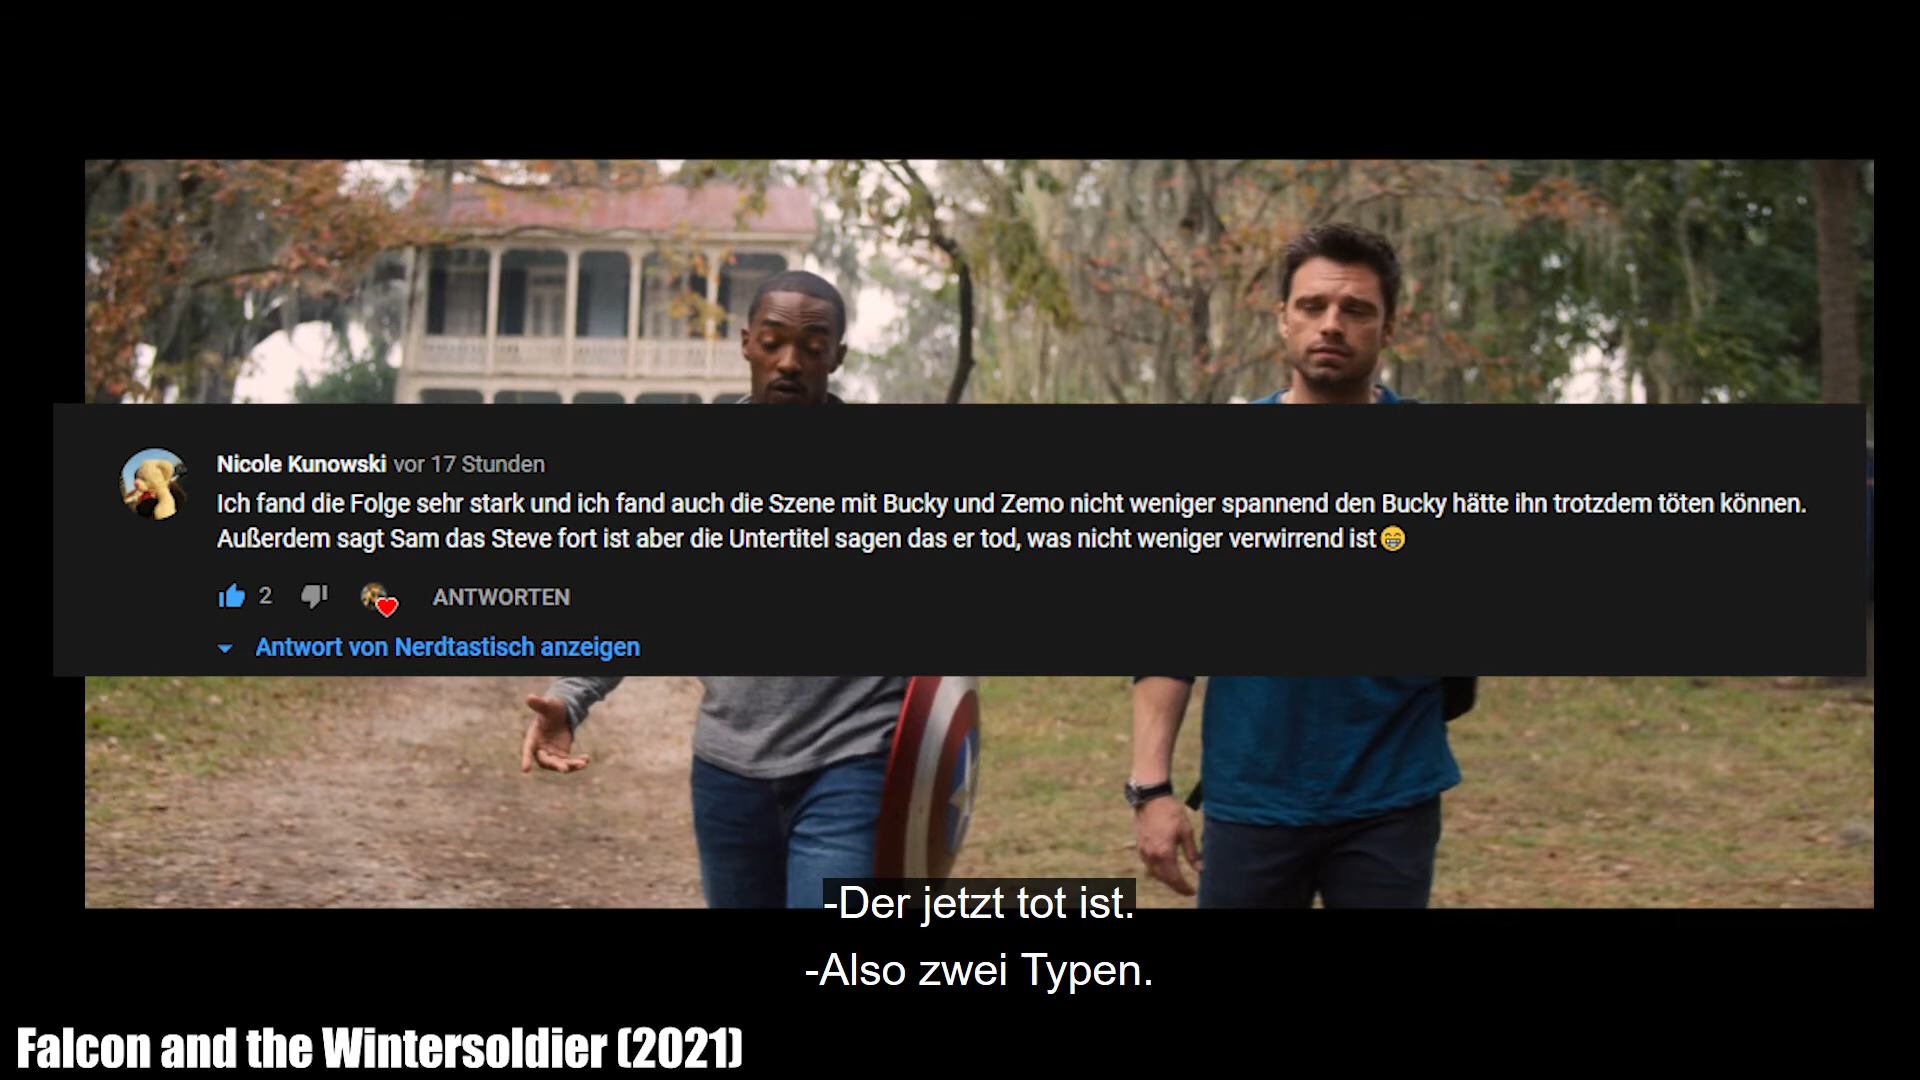 Nicole Kunowski vor 17 Stunden
Ich fand die Folge sehr stark und ich fand auch die Szene mit Bucky und Zemo nicht weniger spannend den Bucky hätte ihn trotzdem töten können.
Außerdem sagt Sam das Steve fort ist aber die Untertitel sagen das er tod, was nicht weniger verwirrend ist😁
2 ANTWORTEN
Antwort von Nerdtastisch anzeigen
-Der jetzt tot ist.
-Also zwei Typen.
Falcon and the Wintersoldier (2021)